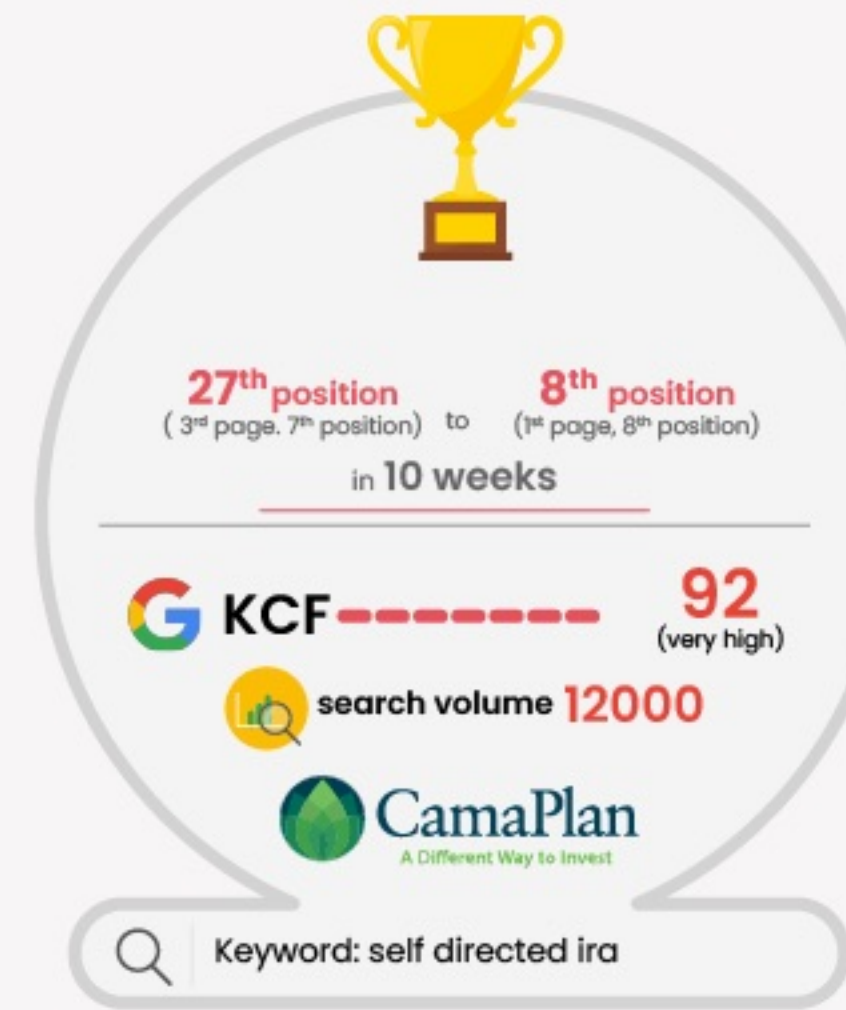 27th position
8th position
( 3rd page. 7th position) to (1st page, 8th position)
in 10 weeks
KCF
92
(very high)
search volume 12000
CamaPlan
A Different Way to Invest
Keyword: self directed ira